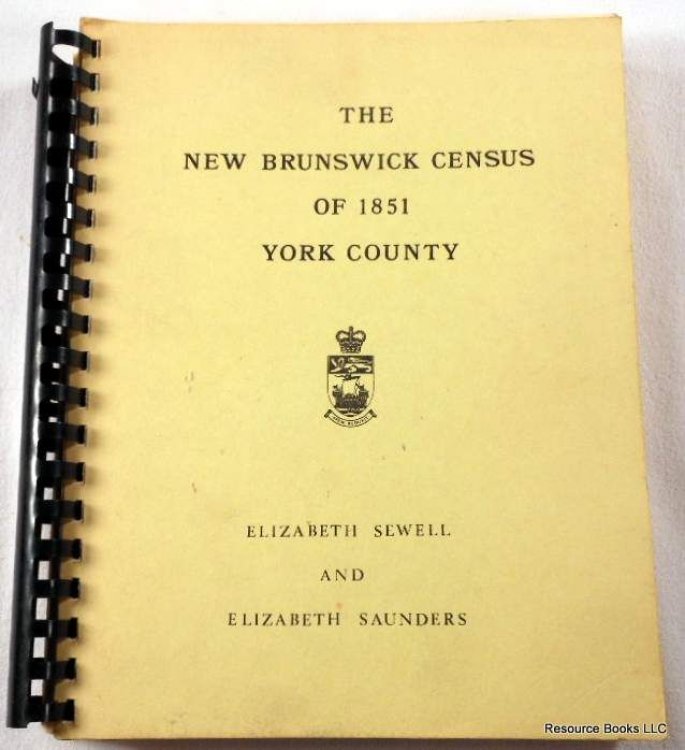 THE
NEW BRUNSWICK CENSUS
OF 1851
YORK COUNTY
ELIZABETH SEWELL
AND
ELIZABETH SAUNDERS
Resource Books LLC